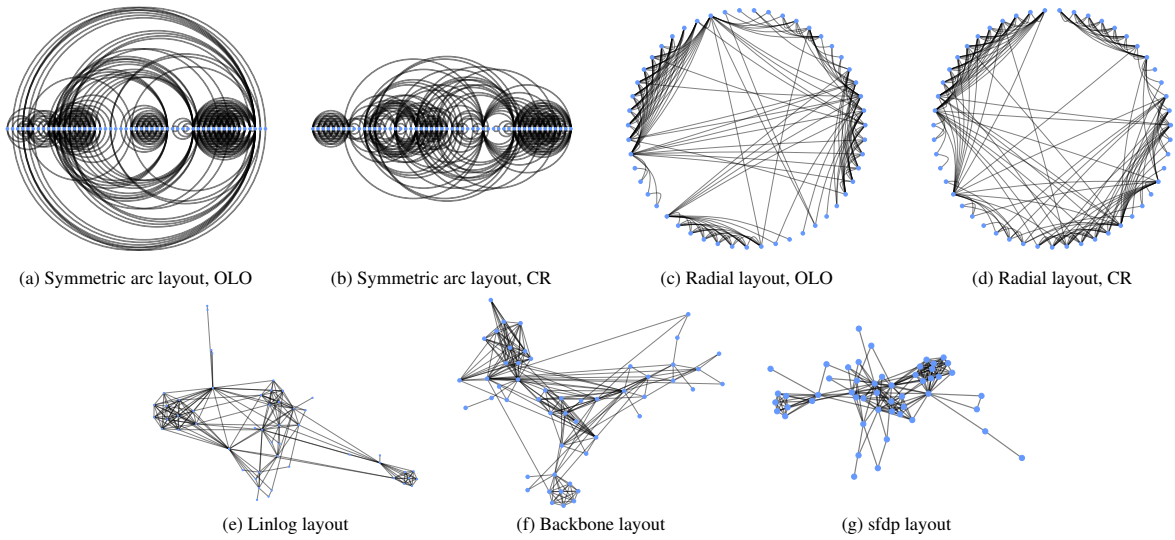 (a) Symmetric arc layout, OLO
(b) Symmetric arc layout, CR
(c) Radial layout, OLO
(d) Radial layout, CR
(e) Linlog layout
(f) Backbone layout
(g) sfdp layout